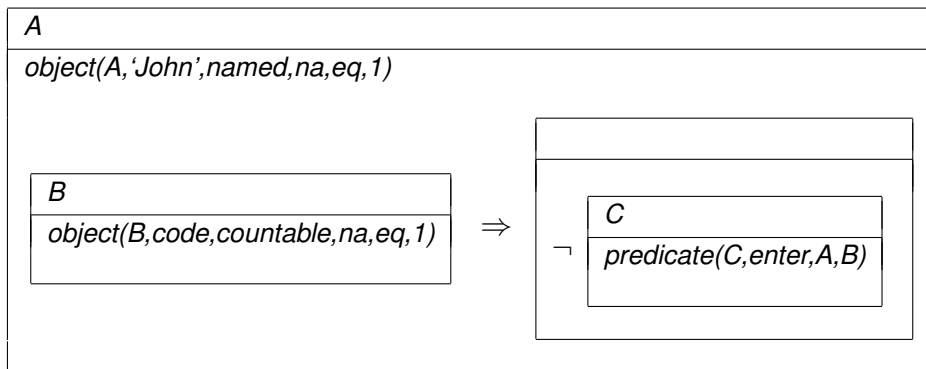 A
object(A,‘John’,named,na,eq,1)
B
object(B,code,countable,na,eq,1)
⇒
¬
C
predicate(C,enter,A,B)